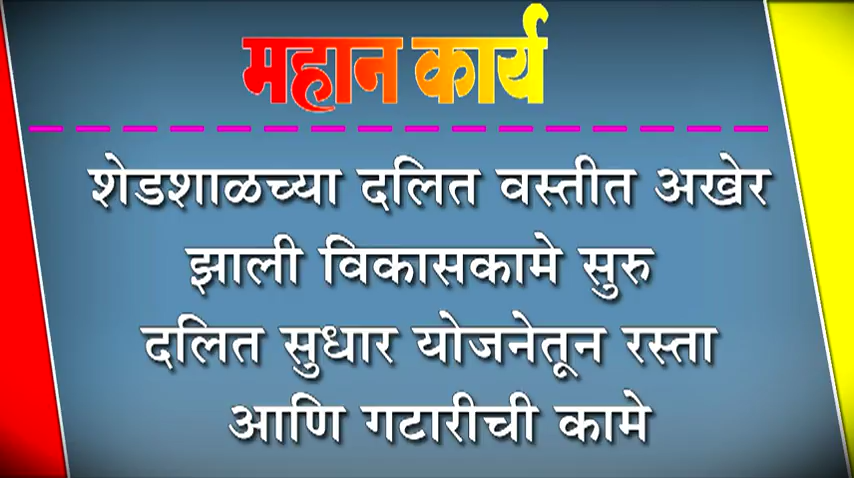 महान कार्य
शेडशाळच्या दलित वस्तीत अखेर
झाली विकासकामे सुरु
दलित सुधार योजनेतून रस्ता
आणि गटारीची कामे